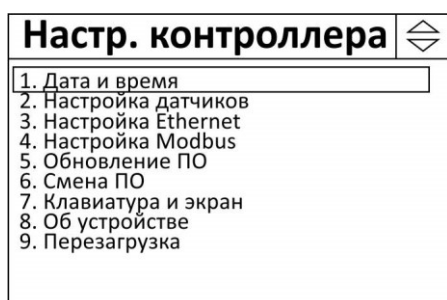 Настр. контроллера
1. Дата и время
2. Настройка датчиков
3. Настройка Ethernet
4. Настройка Modbus
5. Обновление ПО
6. Смена ПО
7. Клавиатура и экран
8. Об устройстве
9. Перезагрузка